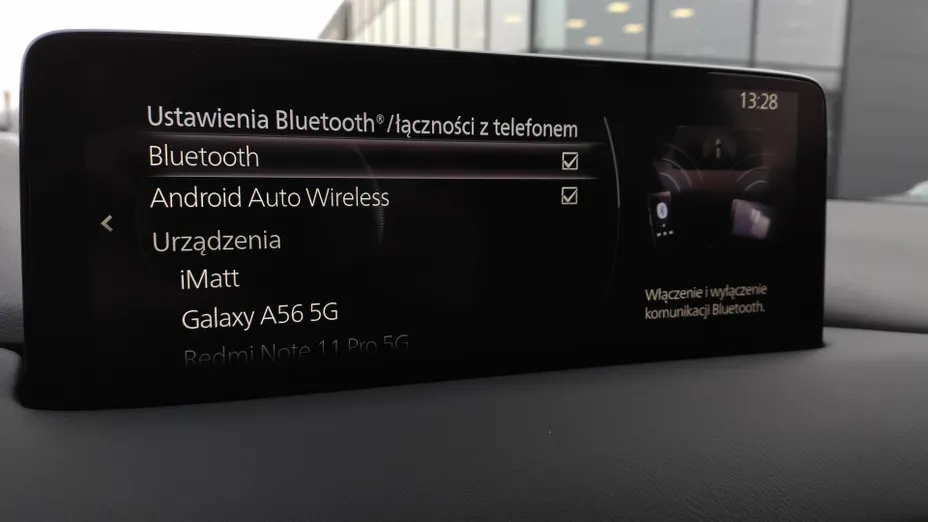 13:28
Ustawienia Bluetooth®/łączności z telefonem
Bluetooth
Android Auto Wireless
Urządzenia
iMatt
Galaxy A56 5G
Redmi Note 11 Pro 5G
Włączenie i wyłączenie
komunikacji Bluetooth.